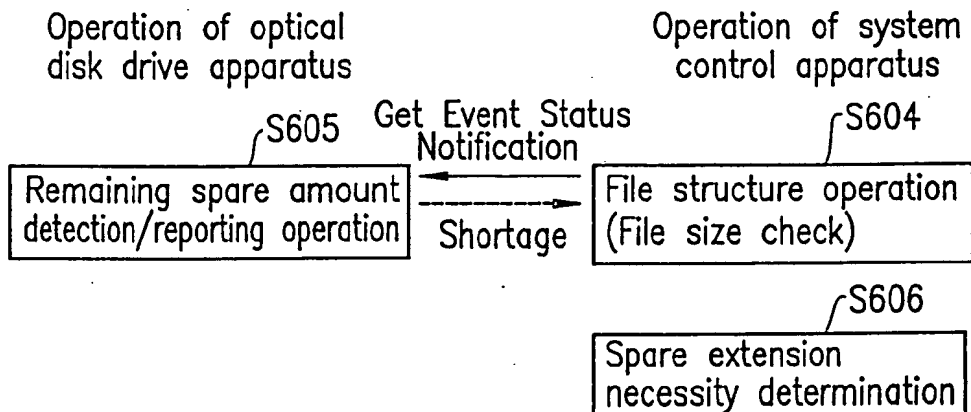 Operation of optical
disk drive apparatus
Operation of system
control apparatus
S605
Get Event Status
Notification
S604
Remaining spare amount
detection/reporting operation
Shortage
File structure operation
(File size check)
S606
Spare extension
necessity determination